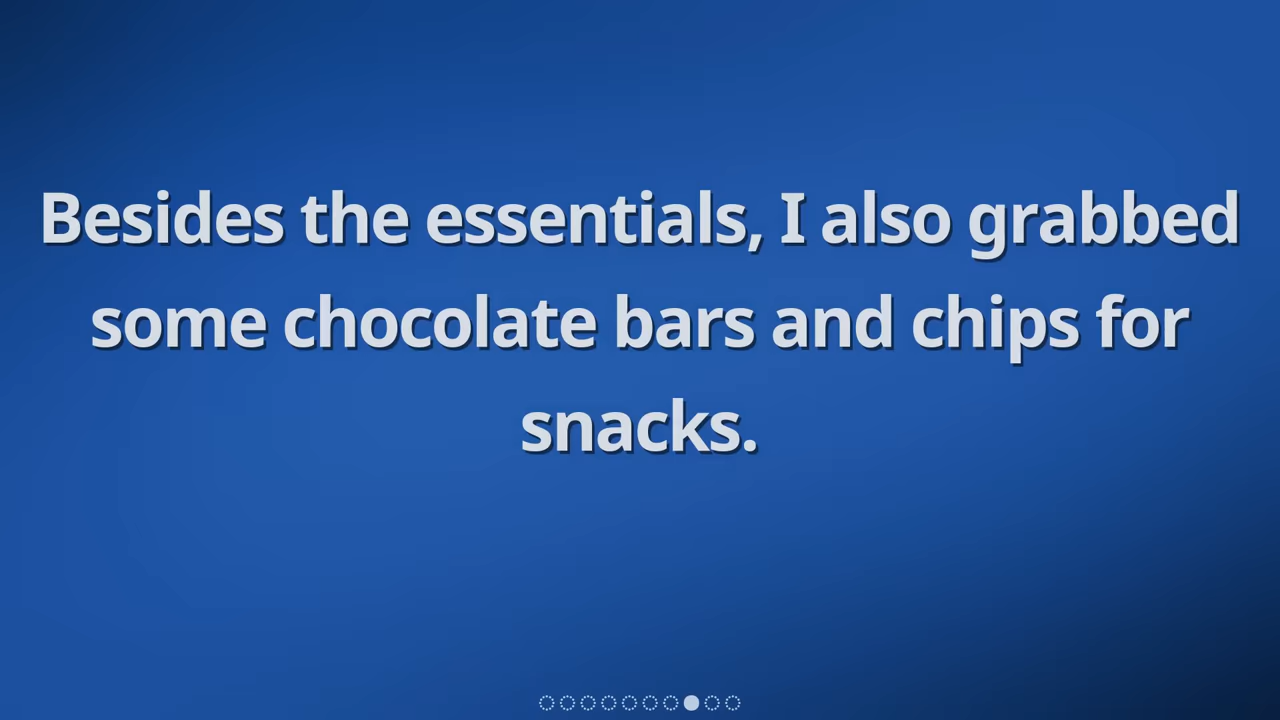 Besides the essentials, I also grabbed
some chocolate bars and chips for
snacks.